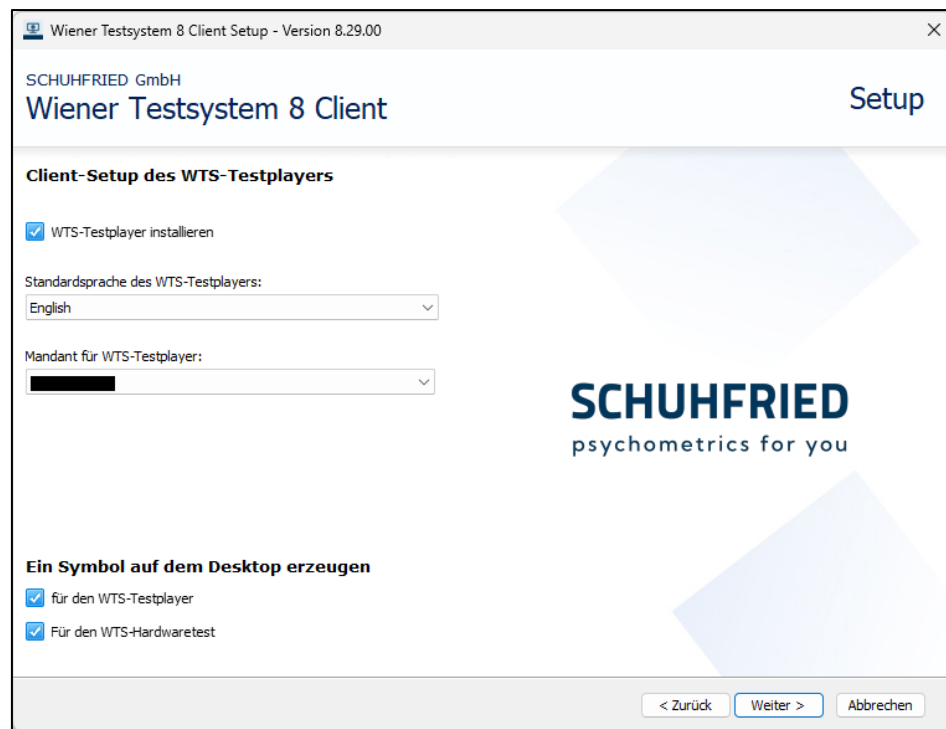 Wiener Testsystem 8 Client Setup - Version 8.29.00
SCHUHFRIED GmbH
Wiener Testsystem 8 Client
Setup
Client-Setup des WTS-Testplayers
WTS-Testplayer installieren
Standardsprache des WTS-Testplayers:
English
Mandant für WTS-Testplayer:
SCHUHFRIED
psychometrics for you
Ein Symbol auf dem Desktop erzeugen
für den WTS-Testplayer
Für den WTS-Hardwaretest
< Zurück
Weiter >
Abbrechen